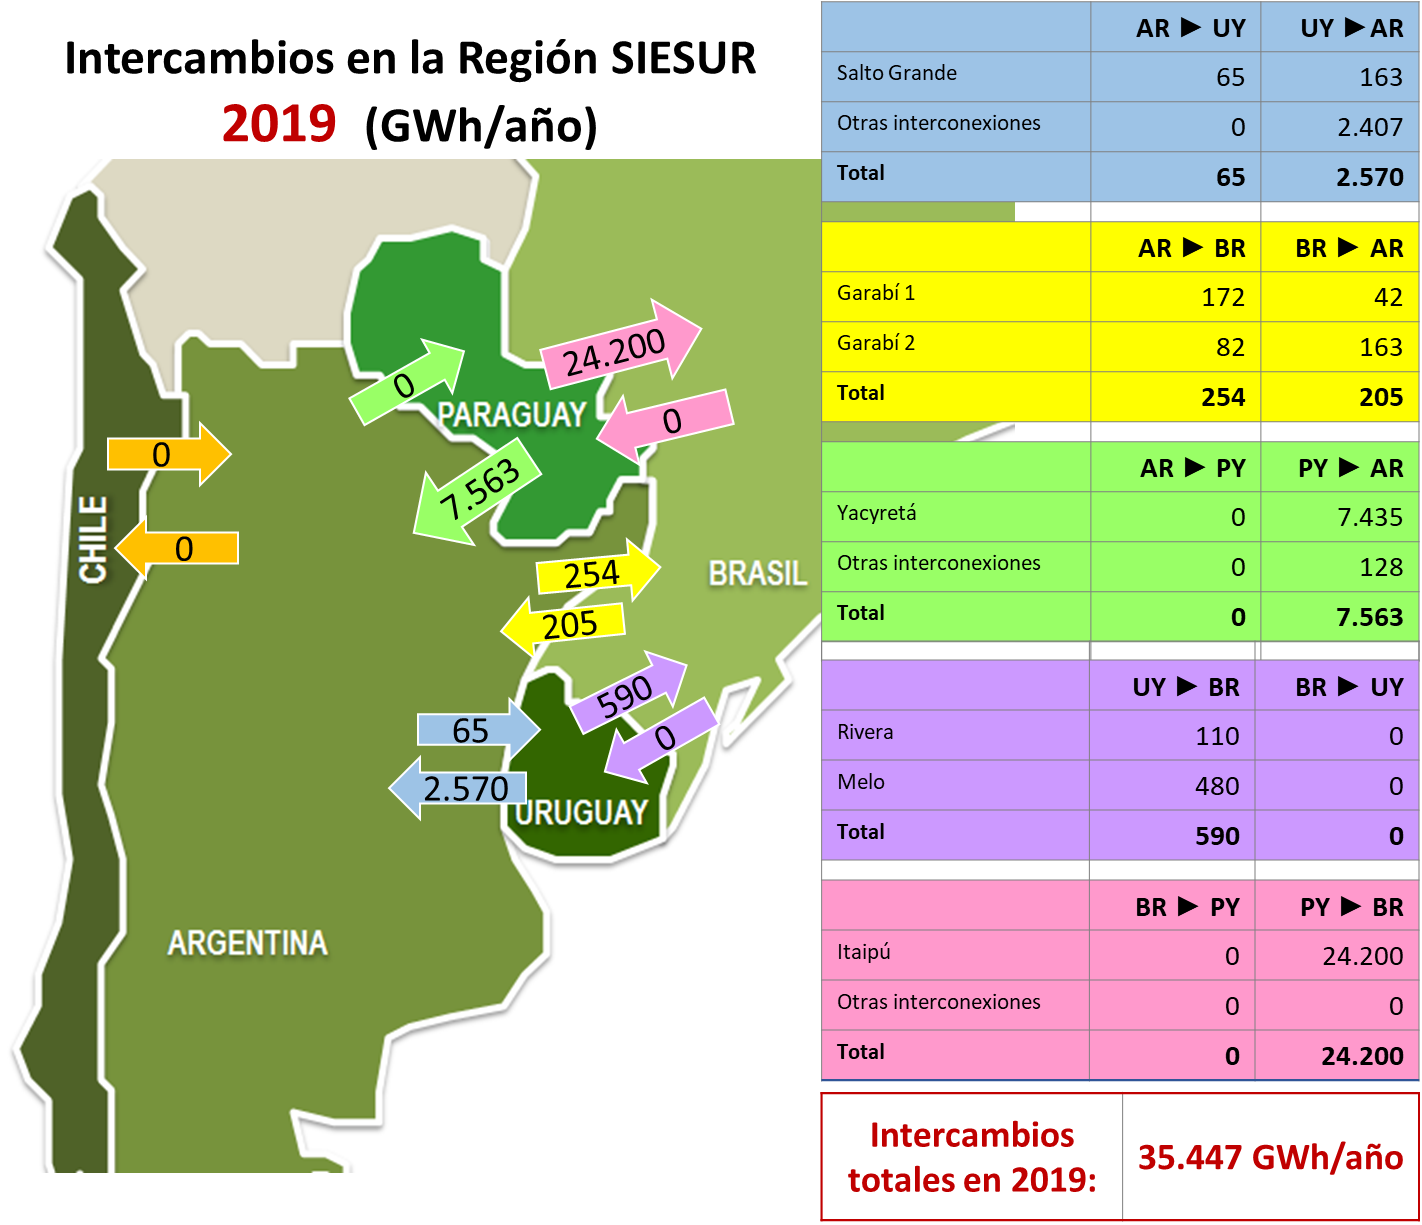 Intercambios en la Región SIESUR
2019 (GWh/año)
0
24.200
0
PARAGUAY
0
7.563
CHILE
0
254
BRASIL
205
590
65
0
2.570
URUGUAY
ARGENTINA
AR ► UY UY ► AR
Salto Grande 65 163
Otras interconexiones 0 2.407
Total 65 2.570
AR ► BR BR ► AR
Garabí 1 172 42
Garabí 2 82 163
Total 254 205
AR ► PY PY ► AR
Yacyretá 0 7.435
Otras interconexiones 0 128
Total 0 7.563
UY ► BR BR ► UY
Rivera 110 0
Melo 480 0
Total 590 0
BR ► PY PY ► BR
Itaipú 0 24.200
Otras interconexiones 0 0
Total 0 24.200
Intercambios
totales en 2019:
35.447 GWh/año